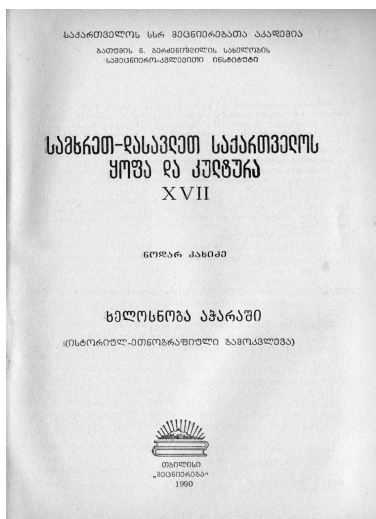 საქართველოს სსრ მეცნიერებათა აკადემია
ბათუმის ნ. ბერძენიშვილის სახელობის
სამეცნიერო-კვლევითი ინსტიტუტი
სამხრეთ-დასავლეთ საქართველოს
ყოფა და კულტურა
XVII
ნოდარ კახიძე
ხელოსნობა აჭარაში
(ისტორიულ-ეთნოგრაფიული გამოკვლევა)
თბილისი
„მეცნიერება“
1990